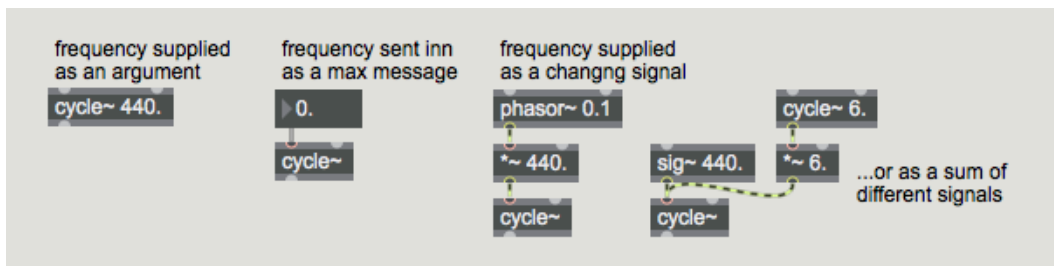 frequency supplied
as an argument
cycle~ 440.
frequency sent inn
as a max message
0.
cycle~
frequency supplied
as a changng signal
phasor~ 0.1
*~ 440.
cycle~
sig~ 440.
cycle~
cycle~ 6.
*~ 6.
...or as a sum of
different signals